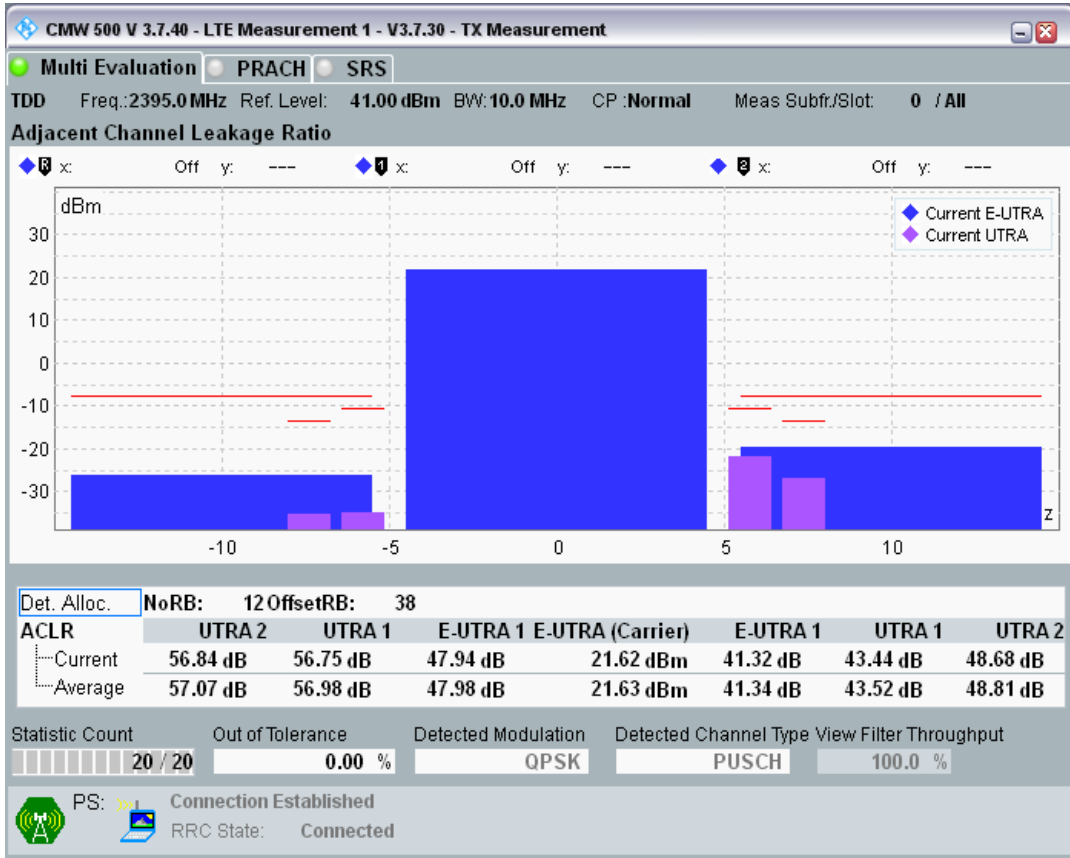 CMW 500 V 3.7.40 - LTE Measurement 1 - V3.7.30 - TX Measurement
Multi Evaluation PRACH SRS
TDD Freq.:2395.0 MHz Ref. Level: 41.00 dBm BW: 10.0 MHz CP :Normal Meas Subfr./Slot: 0 / All
Adjacent Channel Leakage Ratio
R x: Off y: --- 1 x: Off y: --- 2 x: Off y: ---
dBm
Current E-UTRA
Current UTRA
30
20
10
0
-10
-20
-30
z
-10 -5 0 5 10
Det. Alloc. NoRB: 12 OffsetRB: 38
ACLR UTRA 2 UTRA 1 E-UTRA 1 E-UTRA (Carrier) E-UTRA 1 UTRA 1 UTRA 2
Current 56.84 dB 56.75 dB 47.94 dB 21.62 dBm 41.32 dB 43.44 dB 48.68 dB
Average 57.07 dB 56.98 dB 47.98 dB 21.63 dBm 41.34 dB 43.52 dB 48.81 dB
Statistic Count Out of Tolerance Detected Modulation Detected Channel Type View Filter Throughput
20 / 20 0.00 % QPSK PUSCH 100.0 %
PS: Connection Established
RRC State: Connected